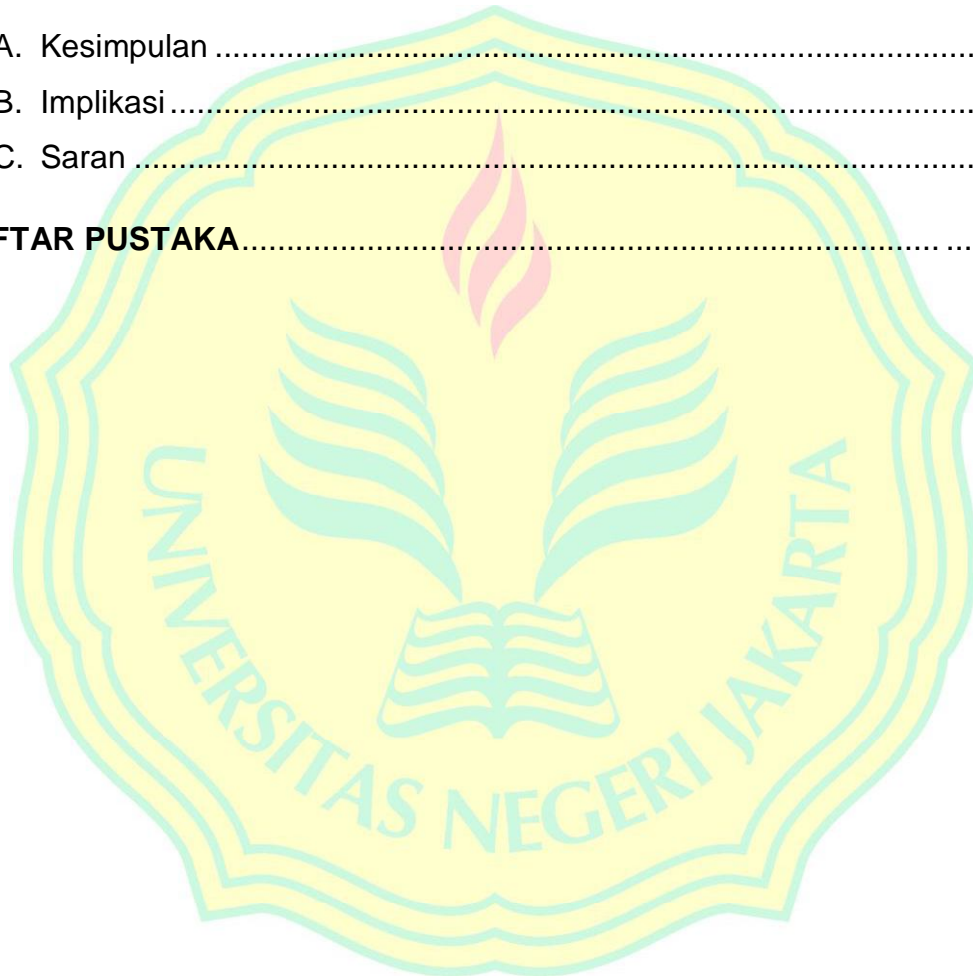 A. Kesimpulan ........................................................................................
B. Implikasi ..............................................................................................
C. Saran ..................................................................................................
FTAR PUSTAKA................................................................................... ....
UNIVERSITAS NEGERI JAKARTA